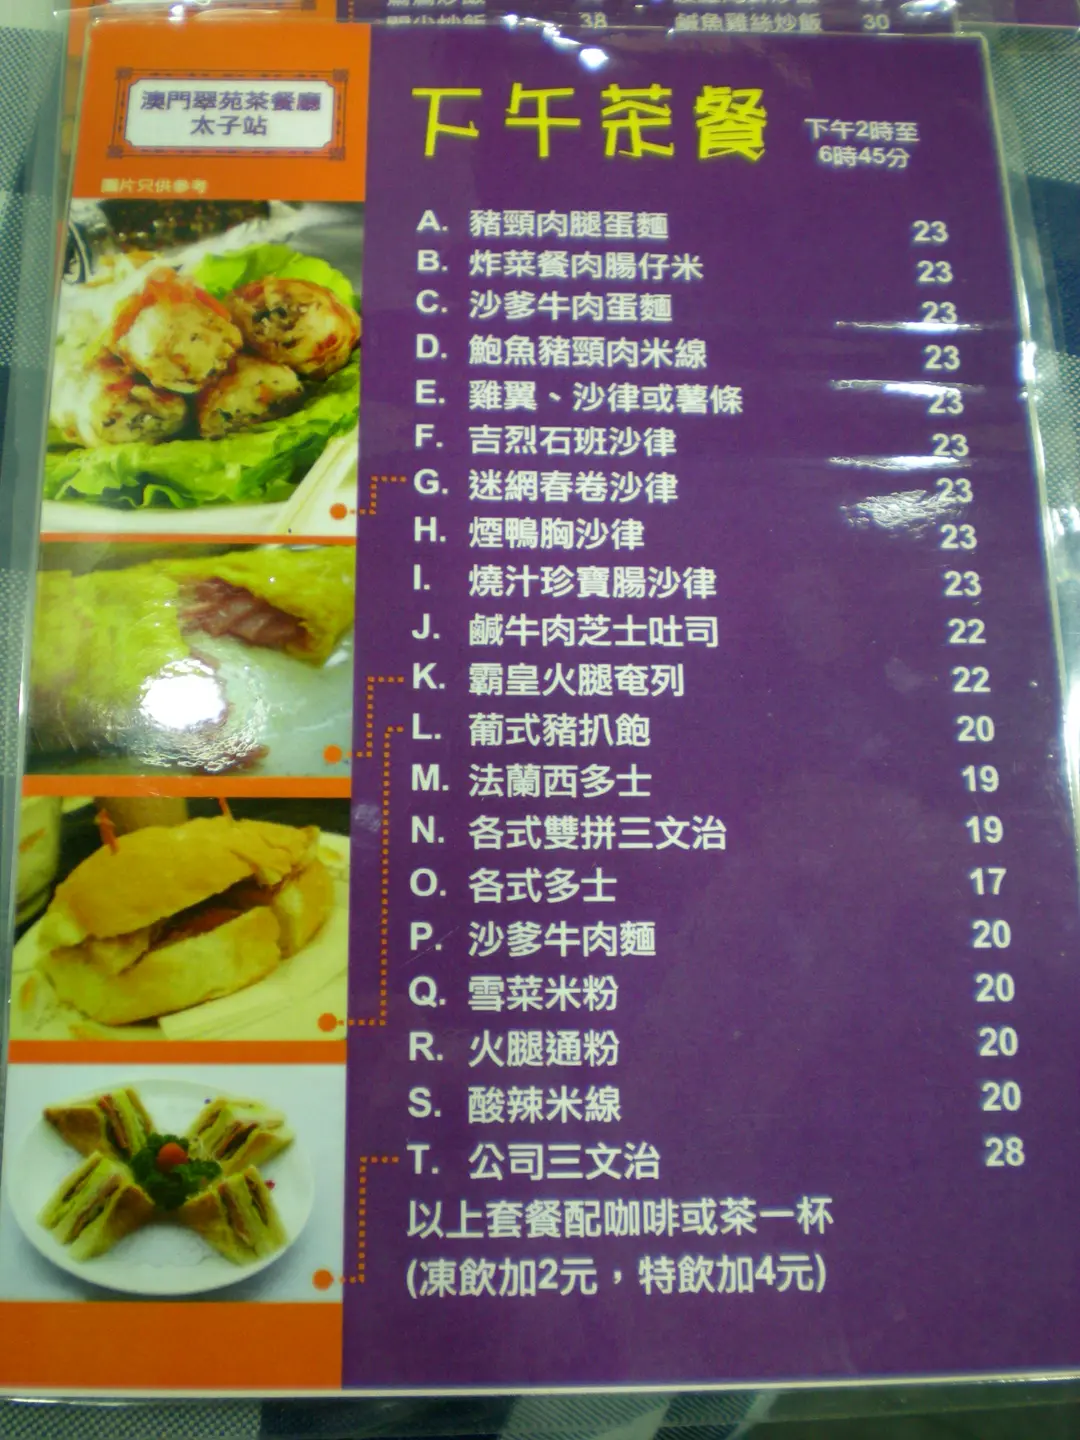 38
鹹魚雞絲炒飯 30
澳門翠苑茶餐廳
太子站
圖片只供參考
下午茶餐
下午2時至
6時45分
A. 豬頸肉腿蛋麵 23
B. 炸菜餐肉腸仔米 23
C. 沙爹牛肉蛋麵 23
D. 鮑魚豬頸肉米線 23
E. 雞翼、沙律或薯條 23
F. 吉烈石班沙律 23
G. 迷網春卷沙律 23
H. 煙鴨胸沙律 23
I. 燒汁珍寶腸沙律 23
J. 鹹牛肉芝士吐司 22
K. 霸皇火腿奄列 22
L. 葡式豬扒飽 20
M. 法蘭西多士 19
N. 各式雙拼三文治 19
O. 各式多士 17
P. 沙爹牛肉麵 20
Q. 雪菜米粉 20
R. 火腿通粉 20
S. 酸辣米線 20
T. 公司三文治 28
以上套餐配咖啡或茶一杯
(凍飲加2元，特飲加4元)